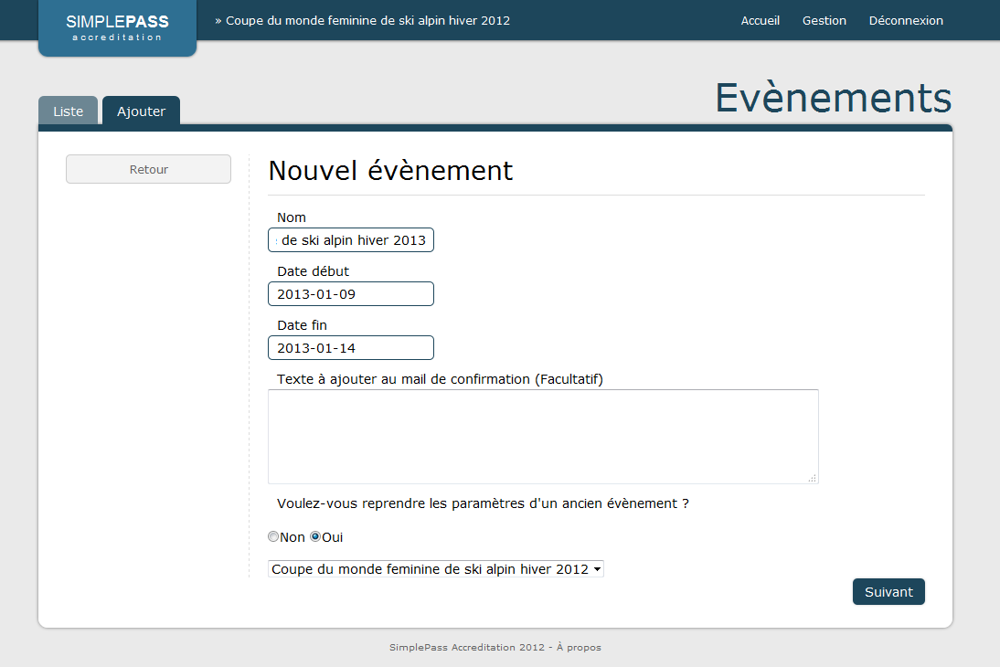 SIMPLEPASS
accreditation
» Coupe du monde feminine de ski alpin hiver 2012
Accueil Gestion Déconnexion
Evènements
Liste Ajouter
Retour
Nouvel évènement
Nom
de ski alpin hiver 2013
Date début
2013-01-09
Date fin
2013-01-14
Texte à ajouter au mail de confirmation (Facultatif)
Voulez-vous reprendre les paramètres d'un ancien évènement ?
Non Oui
Coupe du monde feminine de ski alpin hiver 2012
Suivant
SimplePass Accreditation 2012 - À propos